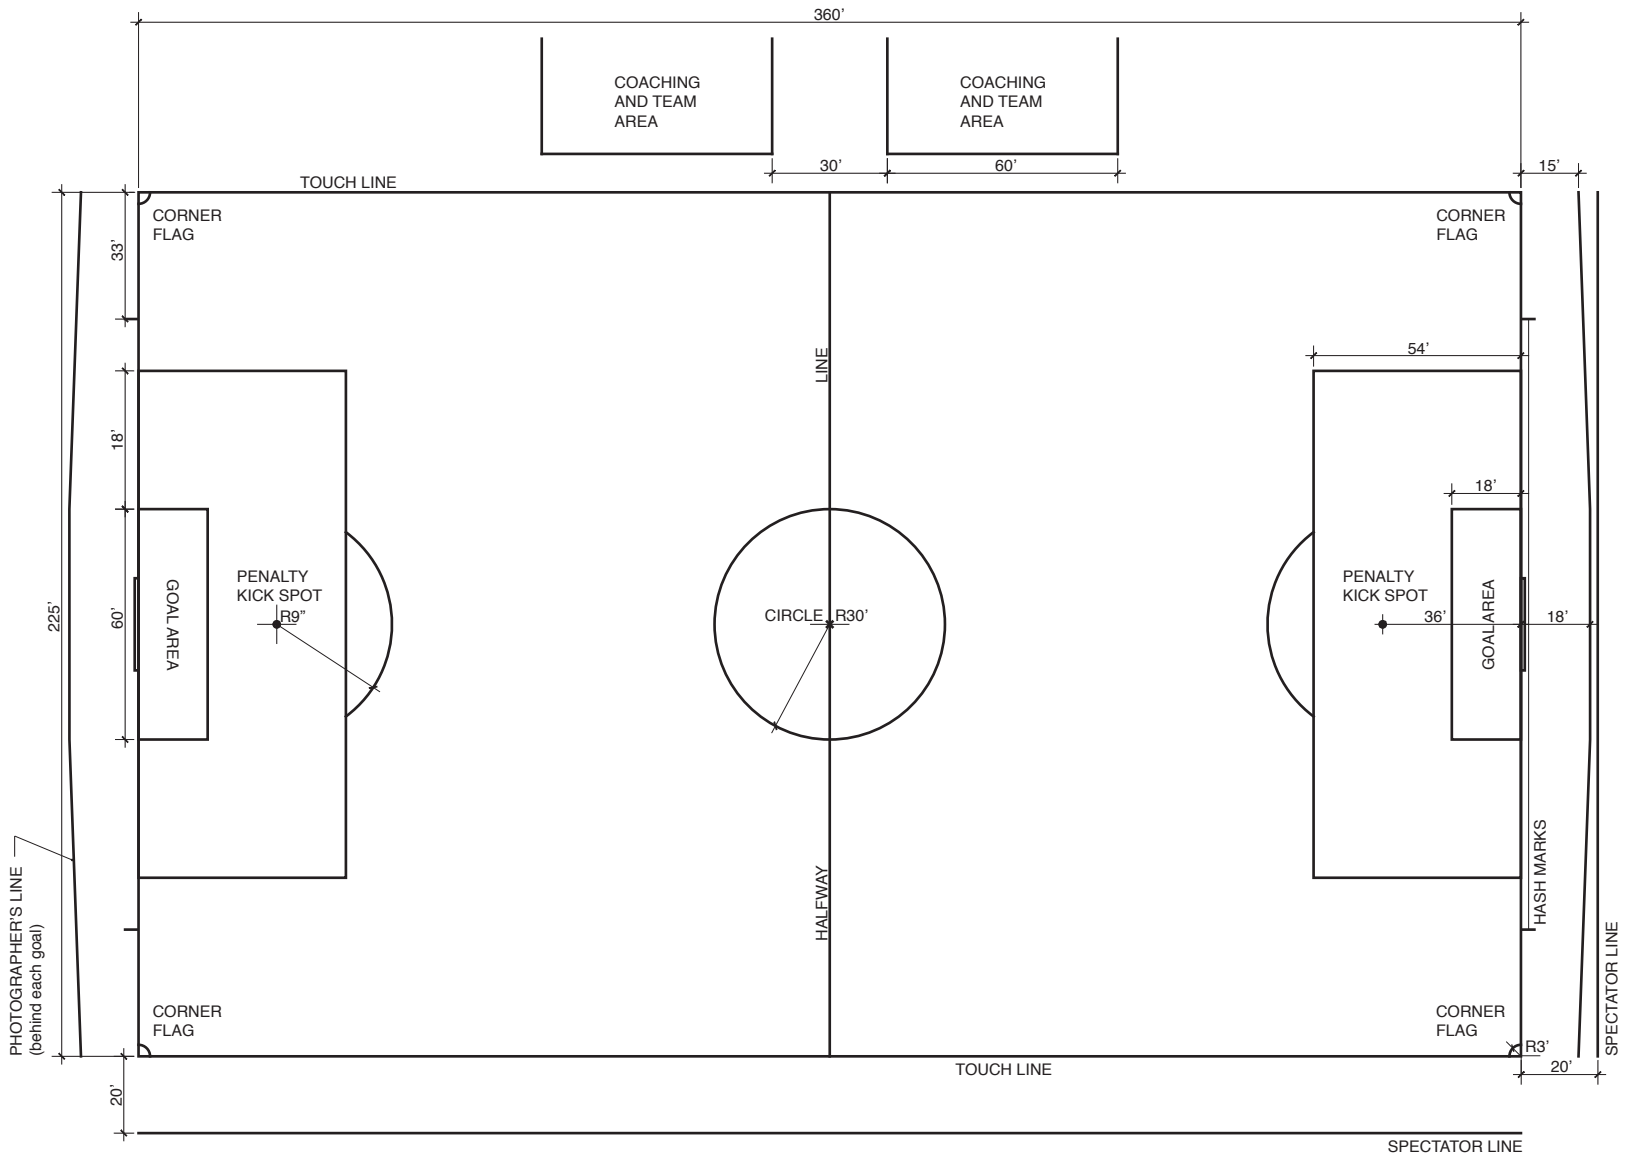 360'
COACHING
AND TEAM
AREA
COACHING
AND TEAM
AREA
30'
60'
15'
TOUCH LINE
CORNER
FLAG
CORNER
FLAG
33'
LINE
54'
18'
18'
PENALTY
KICK SPOT
R9"
GOAL AREA
225'
60'
CIRCLE
R30'
PENALTY
KICK SPOT
36'
GOAL AREA
18'
HALFWAY
HASH MARKS
PHOTOGRAPHER'S LINE
(behind each goal)
SPECTATOR LINE
CORNER
FLAG
CORNER
FLAG
R3'
TOUCH LINE
20'
20'
SPECTATOR LINE